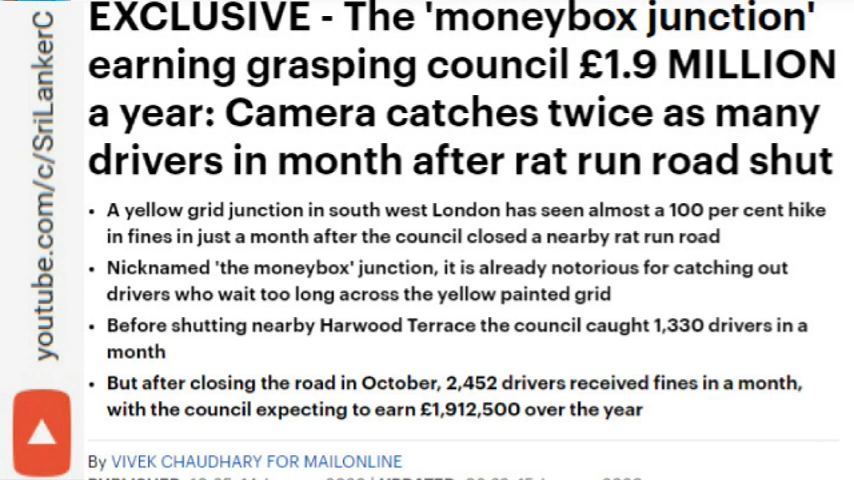 EXCLUSIVE - The 'moneybox junction'
earning grasping council £1.9 MILLION
a year: Camera catches twice as many
drivers in month after rat run road shut
• A yellow grid junction in south west London has seen almost a 100 per cent hike
in fines in just a month after the council closed a nearby rat run road
• Nicknamed 'the moneybox' junction, it is already notorious for catching out
drivers who wait too long across the yellow painted grid
• Before shutting nearby Harwood Terrace the council caught 1,330 drivers in a
month
• But after closing the road in October, 2,452 drivers received fines in a month,
with the council expecting to earn £1,912,500 over the year
By VIVEK CHAUDHARY FOR MAILONLINE
youtube.com/c/SriLankerC